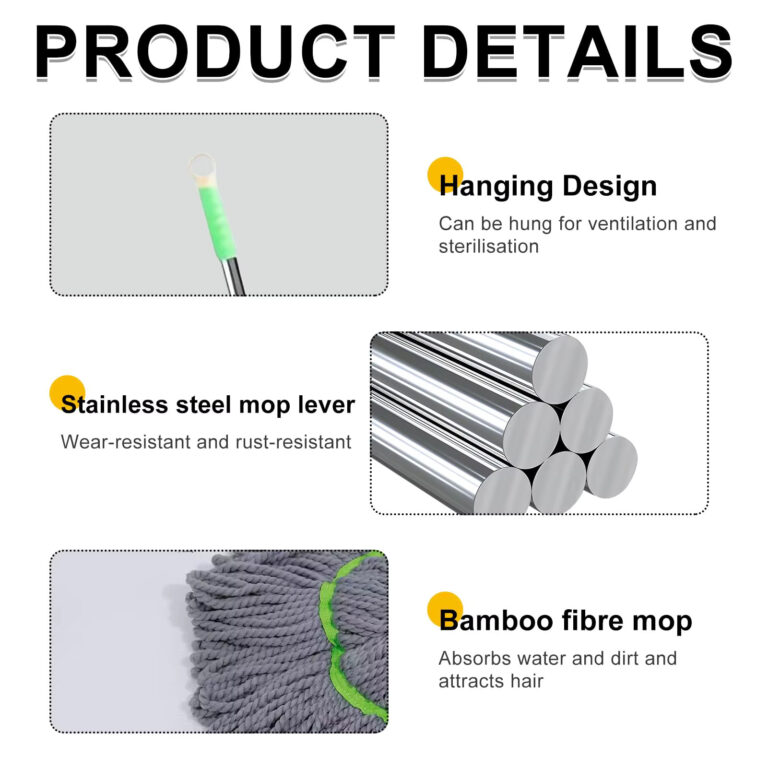 PRODUCT DETAILS
Hanging Design
Can be hung for ventilation and
sterilisation
Stainless steel mop lever
Wear-resistant and rust-resistant
Bamboo fibre mop
Absorbs water and dirt and
attracts hair